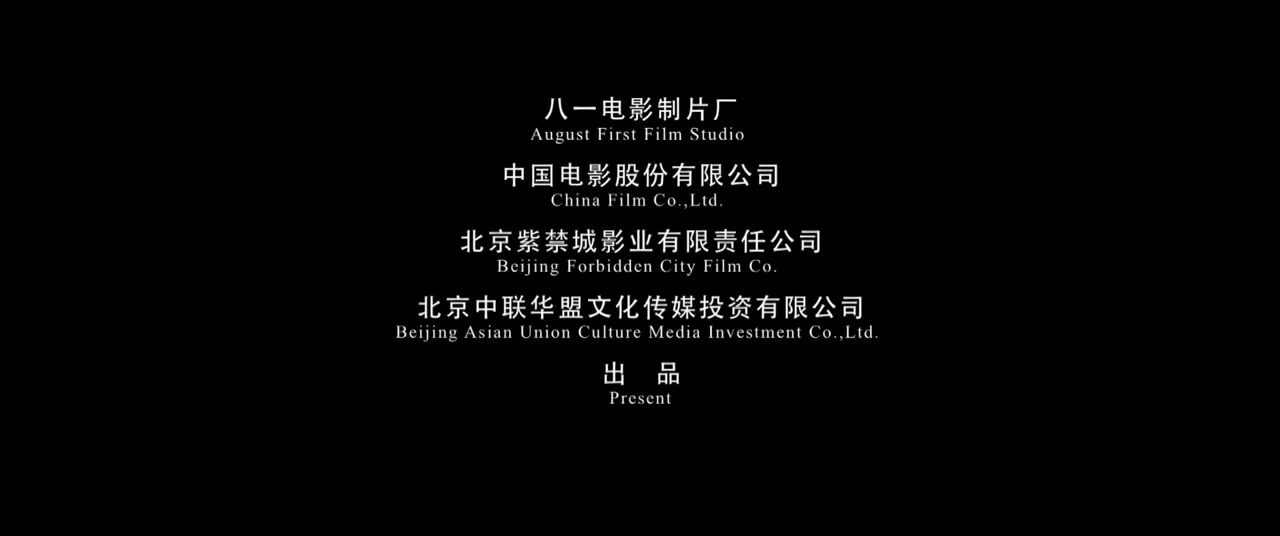 八一电影制片厂
August First Film Studio
中国电影股份有限公司
China Film Co.,Ltd.
北京紫禁城影业有限责任公司
Beijing Forbidden City Film Co.
北京中联华盟文化传媒投资有限公司
Beijing Asian Union Culture Media Investment Co.,Ltd.
出 品
Present